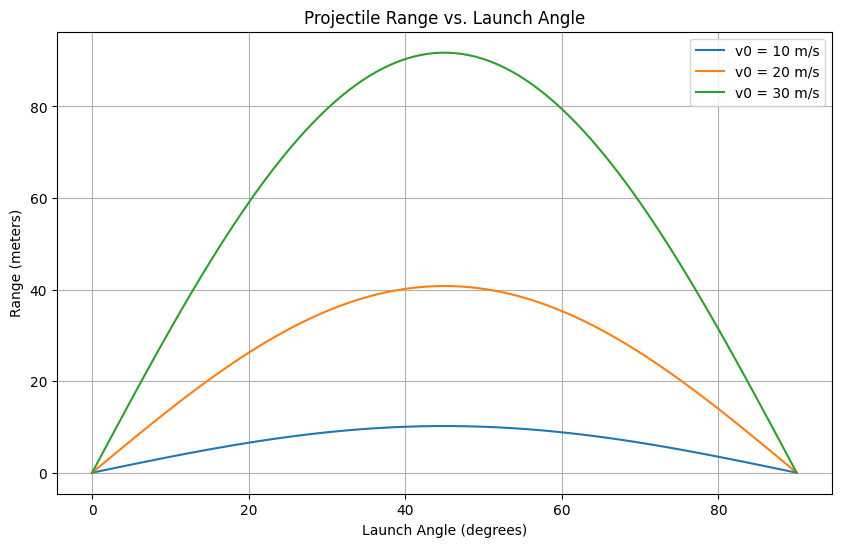 Projectile Range vs. Launch Angle
v0 = 10 m/s
v0 = 20 m/s
v0 = 30 m/s
Range (meters)
80
60
40
20
0
0 20 40 60 80
Launch Angle (degrees)